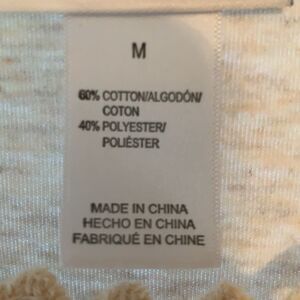 M
60% COTTON/ALGODÓN/
COTON
40% POLYESTER/
POLIÉSTER
MADE IN CHINA
HECHO EN CHINA
FABRIQUÉ EN CHINE